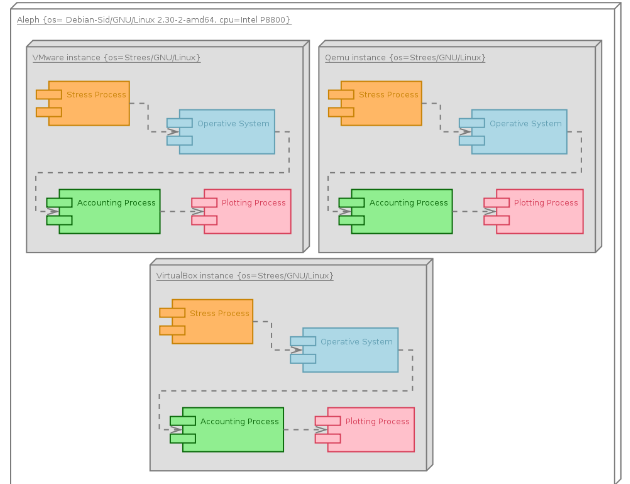 Aleph {os= Debian-Sid/GNU/Linux 2.30-2-amd64, cpu=Intel P8800}
VMware instance {os=Strees/GNU/Linux}
Stress Process
Operative System
Accounting Process
Plotting Process
Qemu instance {os=Strees/GNU/Linux}
Stress Process
Operative System
Accounting Process
Plotting Process
VirtualBox instance {os=Strees/GNU/Linux}
Stress Process
Operative System
Accounting Process
Plotting Process